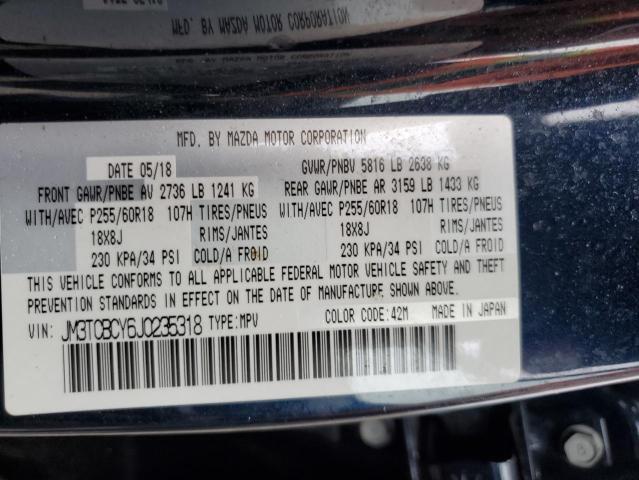 MFD. BY MAZDA MOTOR CORPORATION
MFD. BY MAZDA MOTOR CORPORATION
DATE 05/18 GVWR/PNBV 5816 LB 2638 KG
FRONT GAWR/PNBE AV 2736 LB 1241 KG REAR GAWR/PNBE AR 3159 LB 1433 KG
WITH/AVEC P255/60R18 107H TIRES/PNEUS WITH/AVEC P255/60R18 107H TIRES/PNEUS
18X8J RIMS/JANTES 18X8J RIMS/JANTES
230 KPA/34 PSI COLD/A FROID 230 KPA/34 PSI COLD/A FROID
THIS VEHICLE CONFORMS TO ALL APPLICABLE FEDERAL MOTOR VEHICLE SAFETY AND THEFT
PREVENTION STANDARDS IN EFFECT ON THE DATE OF MANUFACTURE SHOWN ABOVE.
VIN: JM3TCBCY6J0235318 TYPE:MPV COLOR CODE:42M MADE IN JAPAN